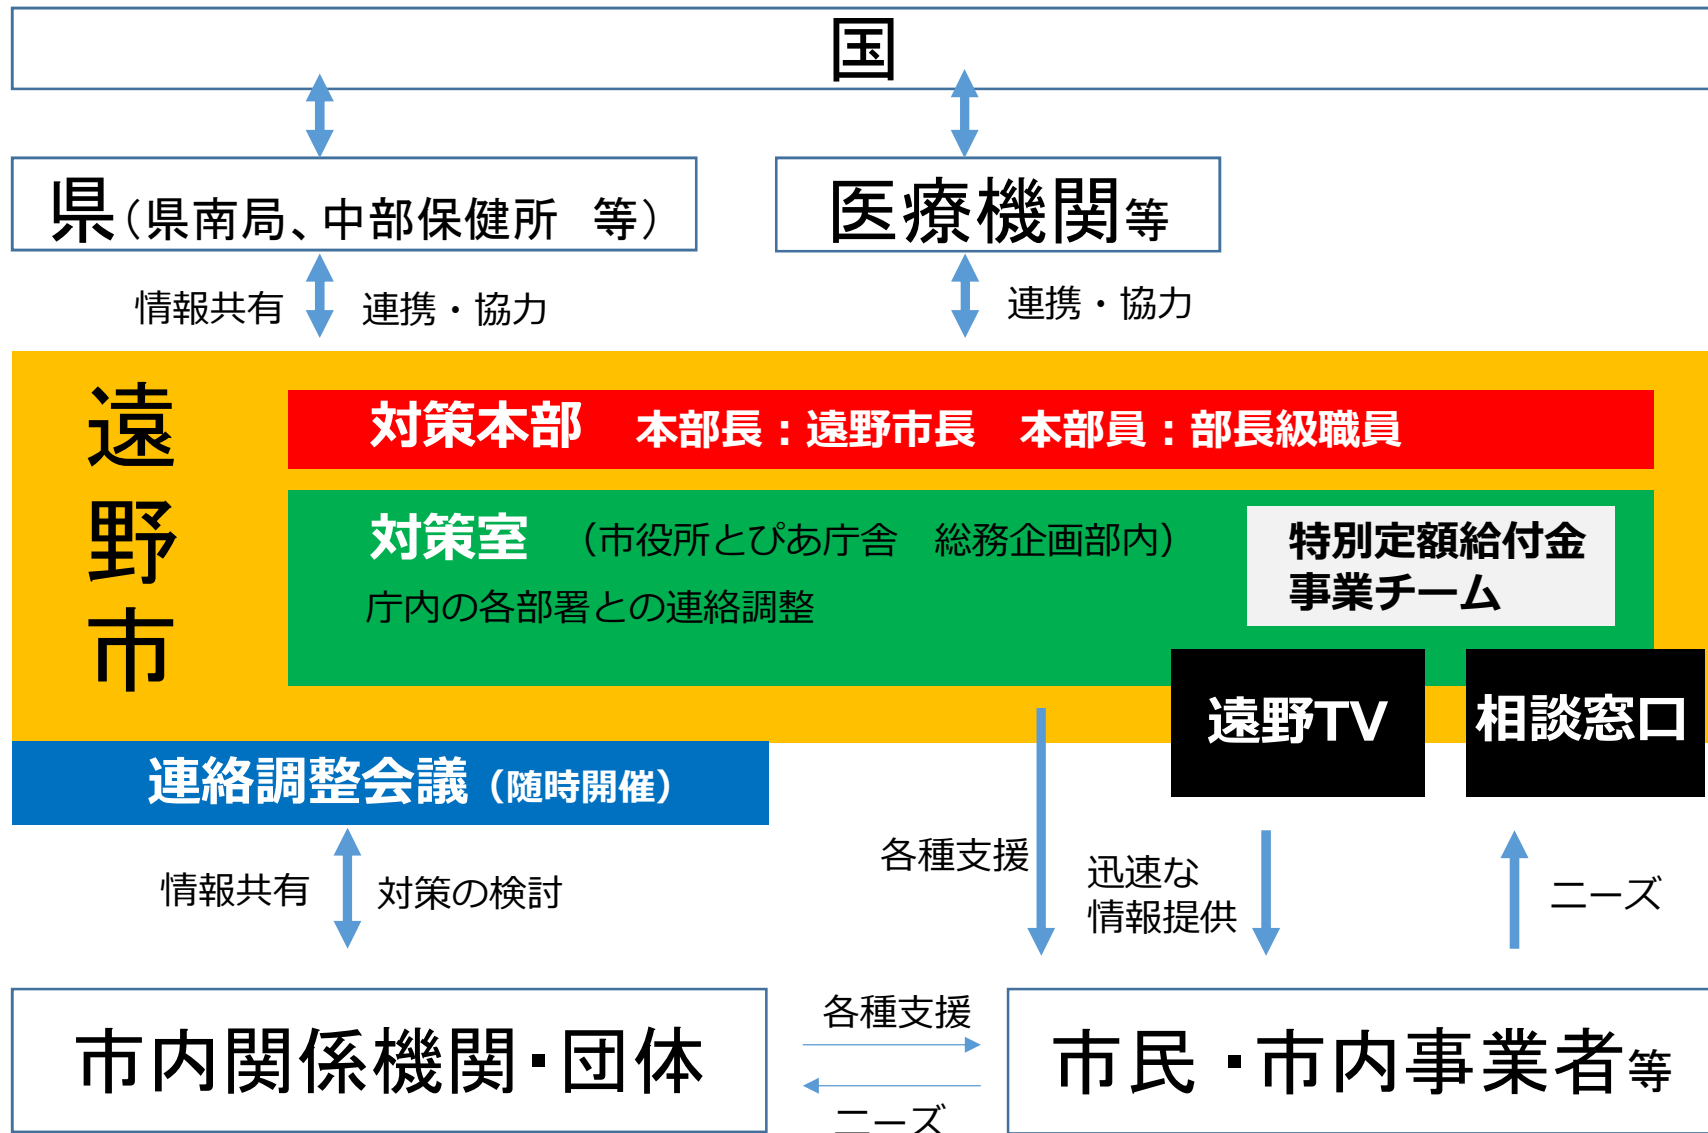 国
県（県南局、中部保健所　等）
医療機関等
情報共有
連携・協力
連携・協力
遠野市
対策本部　本部長：遠野市長　本部員：部長級職員
対策室　（市役所とぴあ庁舎　総務企画部内）
庁内の各部署との連絡調整
特別定額給付金
事業チーム
遠野TV
相談窓口
連絡調整会議（随時開催）
情報共有
対策の検討
各種支援
迅速な
情報提供
ニーズ
市内関係機関・団体
各種支援
ニーズ
市民・市内事業者等